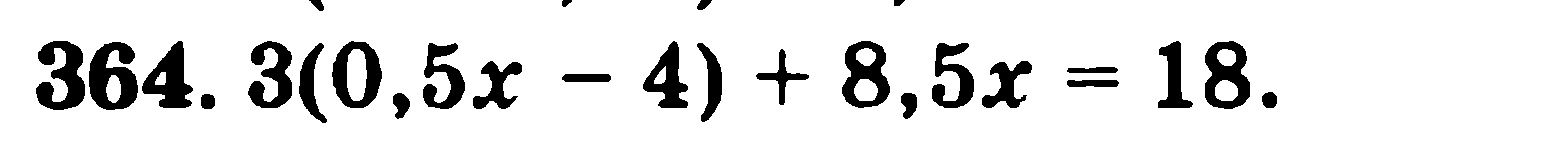 364. 3(0,5x − 4) + 8,5x = 18.